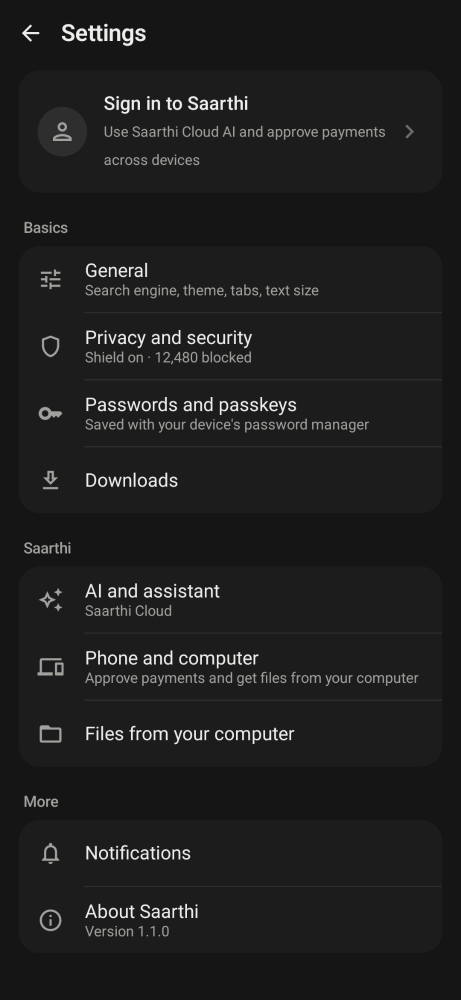 Settings
Sign in to Saarthi
Use Saarthi Cloud AI and approve payments
across devices
Basics
General
Search engine, theme, tabs, text size
Privacy and security
Shield on · 12,480 blocked
Passwords and passkeys
Saved with your device's password manager
Downloads
Saarthi
AI and assistant
Saarthi Cloud
Phone and computer
Approve payments and get files from your computer
Files from your computer
More
Notifications
About Saarthi
Version 1.1.0